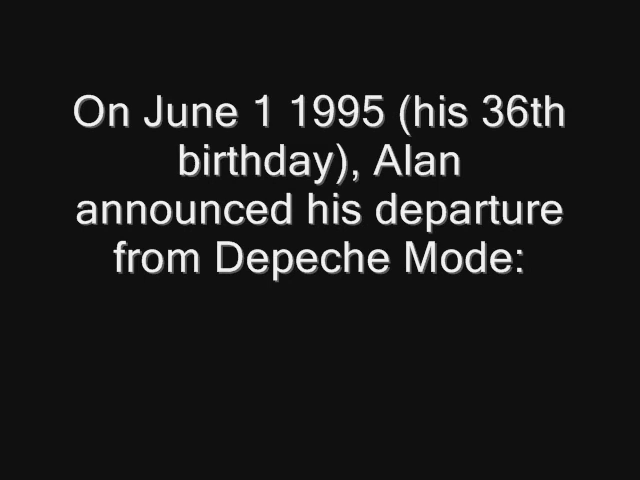 On June 1 1995 (his 36th
birthday), Alan
announced his departure
from Depeche Mode: